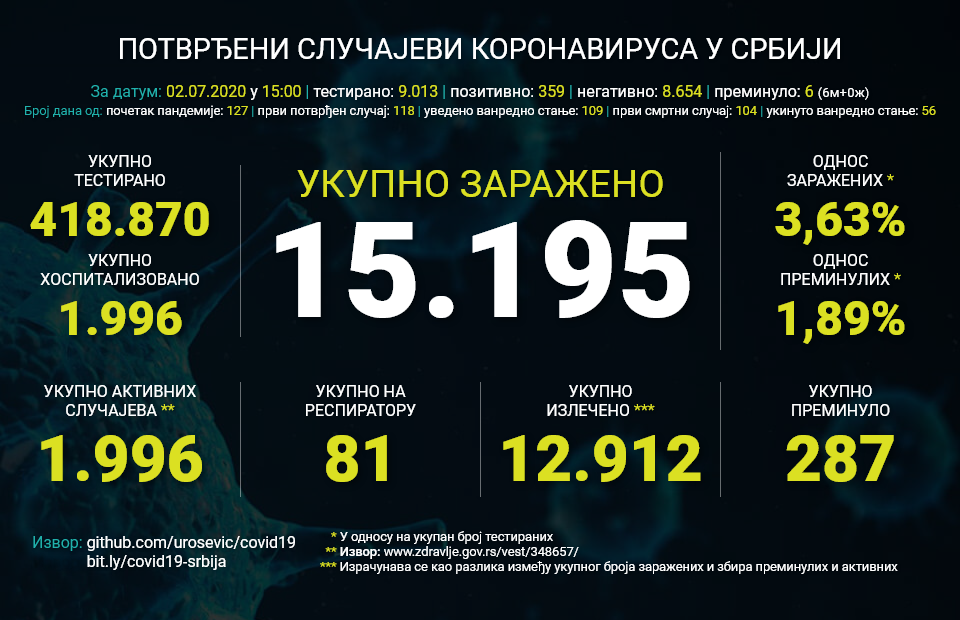 ПОТВРЂЕНИ СЛУЧАЈЕВИ КОРОНАВИРУСА У СРБИЈИ
За датум: 02.07.2020 у 15:00 | тестирано: 9.013 | позитивно: 359 | негативно: 8.654 | преминуло: 6 (6м+0ж)
Број дана од: почетак пандемије: 127 | први потврђен случај: 118 | уведено ванредно стање: 109 | први смртни случај: 104 | укинуто ванредно стање: 56
УКУПНО
ТЕСТИРАНО
418.870
УКУПНО
ХОСПИТАЛИЗОВАНО
1.996
УКУПНО ЗАРАЖЕНО
15.195
ОДНОС
ЗАРАЖЕНИХ *
3,63%
ОДНОС
ПРЕМИНУЛИХ *
1,89%
УКУПНО АКТИВНИХ
СЛУЧАЈЕВА **
1.996
УКУПНО НА
РЕСПИРАТОРУ
81
УКУПНО
ИЗЛЕЧЕНО ***
12.912
УКУПНО
ПРЕМИНУЛО
287
Извор: github.com/urosevic/covid19
bit.ly/covid19-srbija
* У односу на укупан број тестираних
** Извор: www.zdravlje.gov.rs/vest/348657/
*** Израчунава се као разлика између укупног броја заражених и збира преминулих и активних